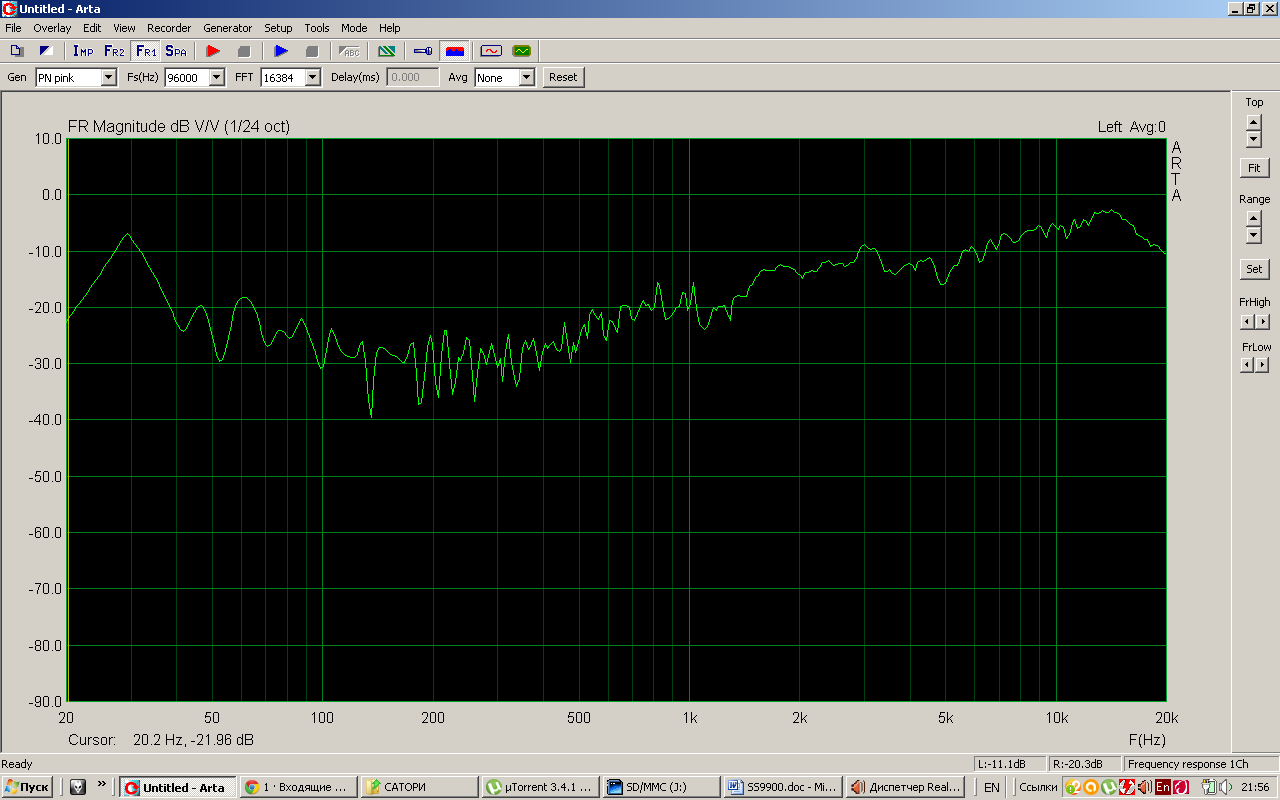 Untitled - Arta
File Overlay Edit View Recorder Generator Setup Tools Mode Help
IMP FR2 FR1 SPA ABC
Gen PN pink Fs(Hz) 96000 FFT 16384 Delay(ms) 0.000 Avg None Reset
FR Magnitude dB V/V (1/24 oct) Left Avg:0
Top
Fit
Range
Set
FrHigh
FrLow
ARTA
10.0
0.0
-10.0
-20.0
-30.0
-40.0
-50.0
-60.0
-70.0
-80.0
-90.0
20 50 100 200 500 1k 2k 5k 10k 20k
Cursor: 20.2 Hz, -21.96 dB F(Hz)
Ready L:-11.1dB R:-20.3dB Frequency response 1Ch
Пуск » Untitled - Arta 1 · Входящие ... САТОРИ µTorrent 3.4.1 ... SD/MMC (J:) SS9900.doc - Mi... Диспетчер Real... EN Ссылки En 21:56